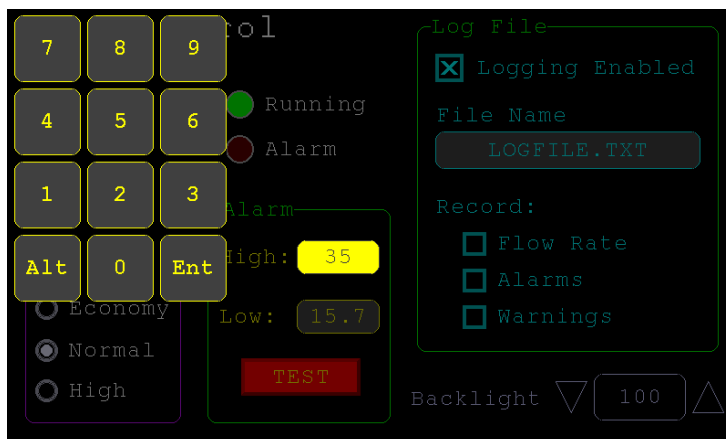 7 8 9
4 5 6
1 2 3
Alt 0 Ent
Running
Alarm
Alarm
High: 35
Low: 15.7
TEST
Economy
Normal
High
Log File
Logging Enabled
File Name
LOGFILE.TXT
Record:
Flow Rate
Alarms
Warnings
Backlight 100